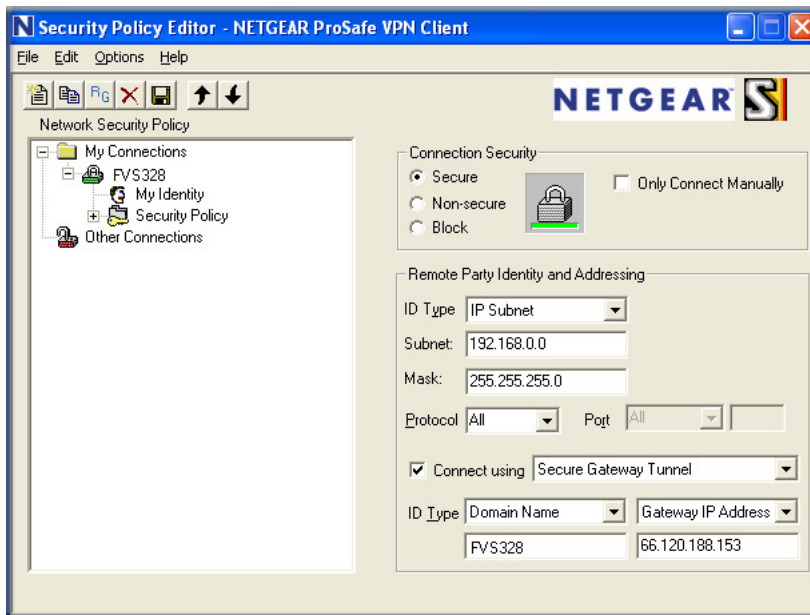 N Security Policy Editor - NETGEAR ProSafe VPN Client
File Edit Options Help
RG
NETGEAR S
Network Security Policy
My Connections
FVS328
My Identity
Security Policy
Other Connections
Connection Security
Secure
Non-secure
Block
Only Connect Manually
Remote Party Identity and Addressing
ID Type IP Subnet
Subnet: 192.168.0.0
Mask: 255.255.255.0
Protocol All Port All
Connect using Secure Gateway Tunnel
ID Type Domain Name Gateway IP Address
FVS328 66.120.188.153